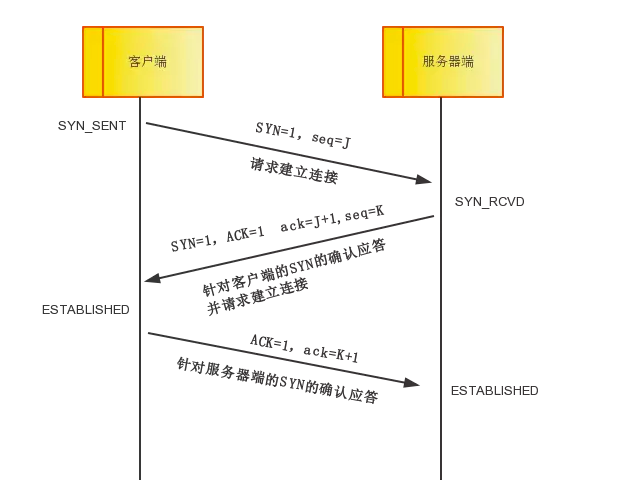 客户端
服务器端
SYN_SENT
SYN=1, seq=J
请求建立连接
SYN_RCVD
SYN=1, ACK=1 ack=J+1,seq=K
针对客户端的SYN的确认应答
并请求建立连接
ESTABLISHED
ACK=1, ack=K+1
针对服务器端的SYN的确认应答
ESTABLISHED